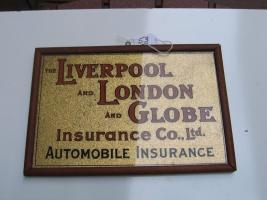 THE LIVERPOOL
AND LONDON
AND GLOBE
Insurance Co., Ltd.
AUTOMOBILE INSURANCE